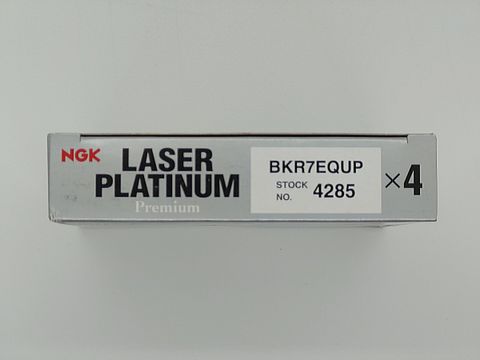 NGK
LASER
PLATINUM
Premium
BKR7EQUP
STOCK
NO. 4285
×4